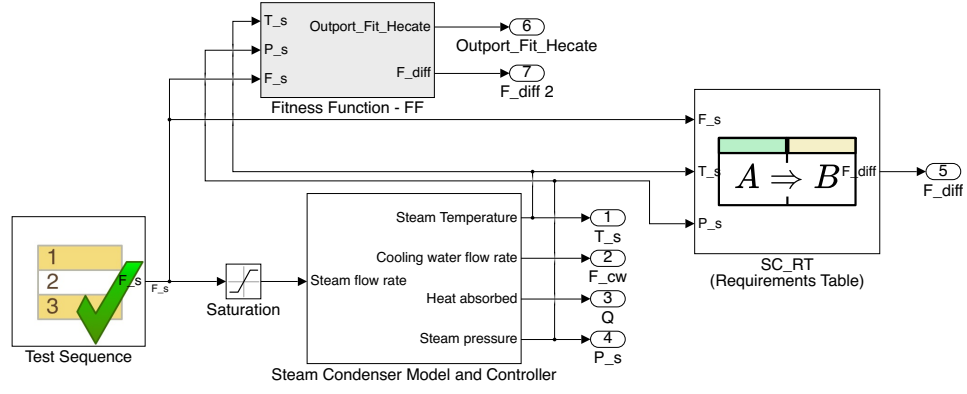 T_s
P_s
F_s
Outport_Fit_Hecate
F_diff
Fitness Function - FF
6
Outport_Fit_Hecate
7
F_diff 2
F_s
T_s
P_s
A ⇒ B
F_diff
SC_RT
(Requirements Table)
5
F_diff
1
2
3
F_s
Test Sequence
F_s
Saturation
Steam flow rate
Steam Temperature
Cooling water flow rate
Heat absorbed
Steam pressure
Steam Condenser Model and Controller
1
T_s
2
F_cw
3
Q
4
P_s